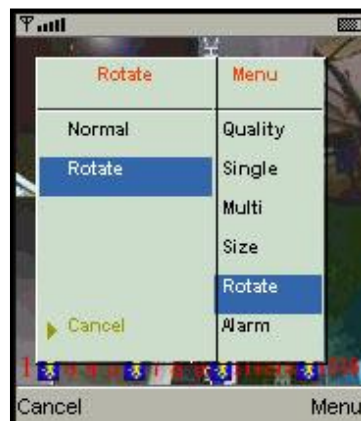 Rotate
Menu
Normal
Rotate
Cancel
Quality
Single
Multi
Size
Rotate
Alarm
Cancel
Menu